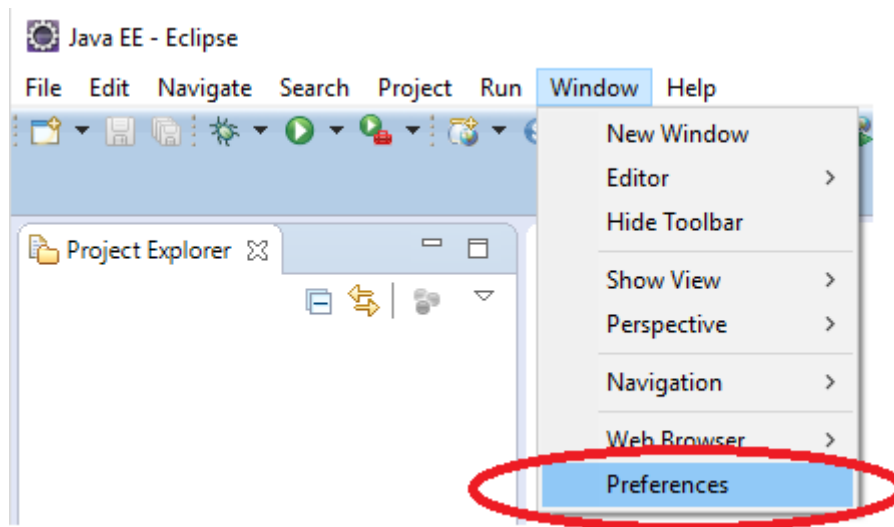 Java EE - Eclipse
File Edit Navigate Search Project Run Window Help
New Window
Editor
Hide Toolbar
Project Explorer
Show View
Perspective
Navigation
Web Browser
Preferences